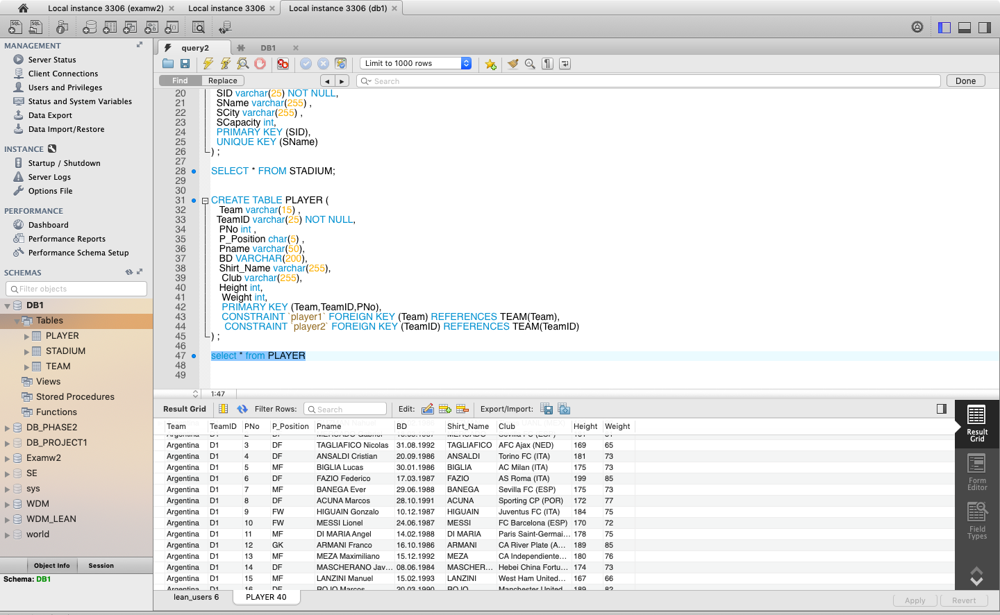 Local instance 3306 (examw2) Local instance 3306 Local instance 3306 (db1)
MANAGEMENT
Server Status
Client Connections
Users and Privileges
Status and System Variables
Data Export
Data Import/Restore
INSTANCE
Startup / Shutdown
Server Logs
Options File
PERFORMANCE
Dashboard
Performance Reports
Performance Schema Setup
SCHEMAS
Filter objects
DB1
Tables
PLAYER
STADIUM
TEAM
Views
Stored Procedures
Functions
DB_PHASE2
DB_PROJECT1
Examw2
SE
sys
WDM
WDM_LEAN
world
Object Info Session
Schema: DB1
query2 DB1
Limit to 1000 rows
Find Replace Search Done
20 SID varchar(25) NOT NULL,
21 SName varchar(255) ,
22 SCity varchar(255) ,
23 SCapacity int,
24 PRIMARY KEY (SID),
25 UNIQUE KEY (SName)
26 ) ;
27
28 SELECT * FROM STADIUM;
29
30
31 CREATE TABLE PLAYER (
32 Team varchar(15) ,
33 TeamID varchar(25) NOT NULL,
34 PNo int ,
35 P_Position char(5) ,
36 Pname varchar(50),
37 BD VARCHAR(200),
38 Shirt_Name varchar(255),
39 Club varchar(255),
40 Height int,
41 Weight int,
42 PRIMARY KEY (Team,TeamID,PNo),
43 CONSTRAINT `player1` FOREIGN KEY (Team) REFERENCES TEAM(Team),
44 CONSTRAINT `player2` FOREIGN KEY (TeamID) REFERENCES TEAM(TeamID)
45 ) ;
46
47 select * from PLAYER
48
49
1:47
Result Grid Filter Rows: Search Edit: Export/Import:
Team TeamID PNo P_Position Pname BD Shirt_Name Club Height Weight
Argentina D1 3 DF TAGLIAFICO Nicolas 31.08.1992 TAGLIAFICO AFC Ajax (NED) 169 65
Argentina D1 4 DF ANSALDI Cristian 20.09.1986 ANSALDI Torino FC (ITA) 181 73
Argentina D1 5 MF BIGLIA Lucas 30.01.1986 BIGLIA AC Milan (ITA) 175 73
Argentina D1 6 DF FAZIO Federico 17.03.1987 FAZIO AS Roma (ITA) 199 85
Argentina D1 7 MF BANEGA Ever 29.06.1988 BANEGA Sevilla FC (ESP) 175 73
Argentina D1 8 DF ACUNA Marcos 28.10.1991 ACUNA Sporting CP (POR) 172 77
Argentina D1 9 FW HIGUAIN Gonzalo 10.12.1987 HIGUAIN Juventus FC (ITA) 184 75
Argentina D1 10 FW MESSI Lionel 24.06.1987 MESSI FC Barcelona (ESP) 170 72
Argentina D1 11 MF DI MARIA Angel 14.02.1988 DI MARIA Paris Saint-Germai... 178 75
Argentina D1 12 GK ARMANI Franco 16.10.1986 ARMANI CA River Plate (A... 189 85
Argentina D1 13 MF MEZA Maximiliano 15.12.1992 MEZA CA Independiente... 180 76
Argentina D1 14 DF MASCHERANO Jav... 08.06.1984 MASCHER... Hebei China Fortu... 174 73
Argentina D1 15 MF LANZINI Manuel 15.02.1993 LANZINI West Ham United... 167 66
Argentina D1 16 DF ROJO Marcos 20.03.1990 ROJO Manchester United 189 82
Result Grid
Form Editor
Field Types
lean_users 6 PLAYER 40
Apply Revert